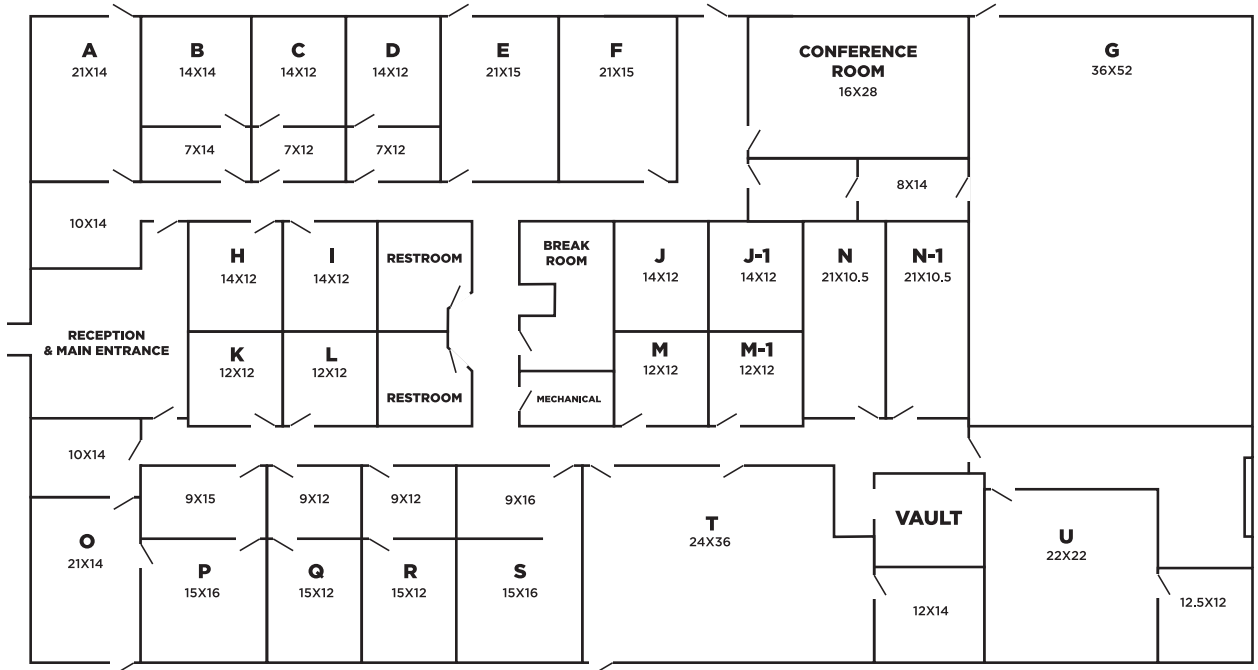 A
21X14
B
14X14
C
14X12
D
14X12
E
21X15
F
21X15
CONFERENCE
ROOM
16X28
G
36X52
7X14
7X12
7X12
8X14
10X14
H
14X12
I
14X12
RESTROOM
BREAK
ROOM
J
14X12
J-1
14X12
N
21X10.5
N-1
21X10.5
RECEPTION
& MAIN ENTRANCE
K
12X12
L
12X12
RESTROOM
MECHANICAL
M
12X12
M-1
12X12
10X14
9X15
9X12
9X12
9X16
O
21X14
P
15X16
Q
15X12
R
15X12
S
15X16
T
24X36
VAULT
U
22X22
12X14
12.5X12